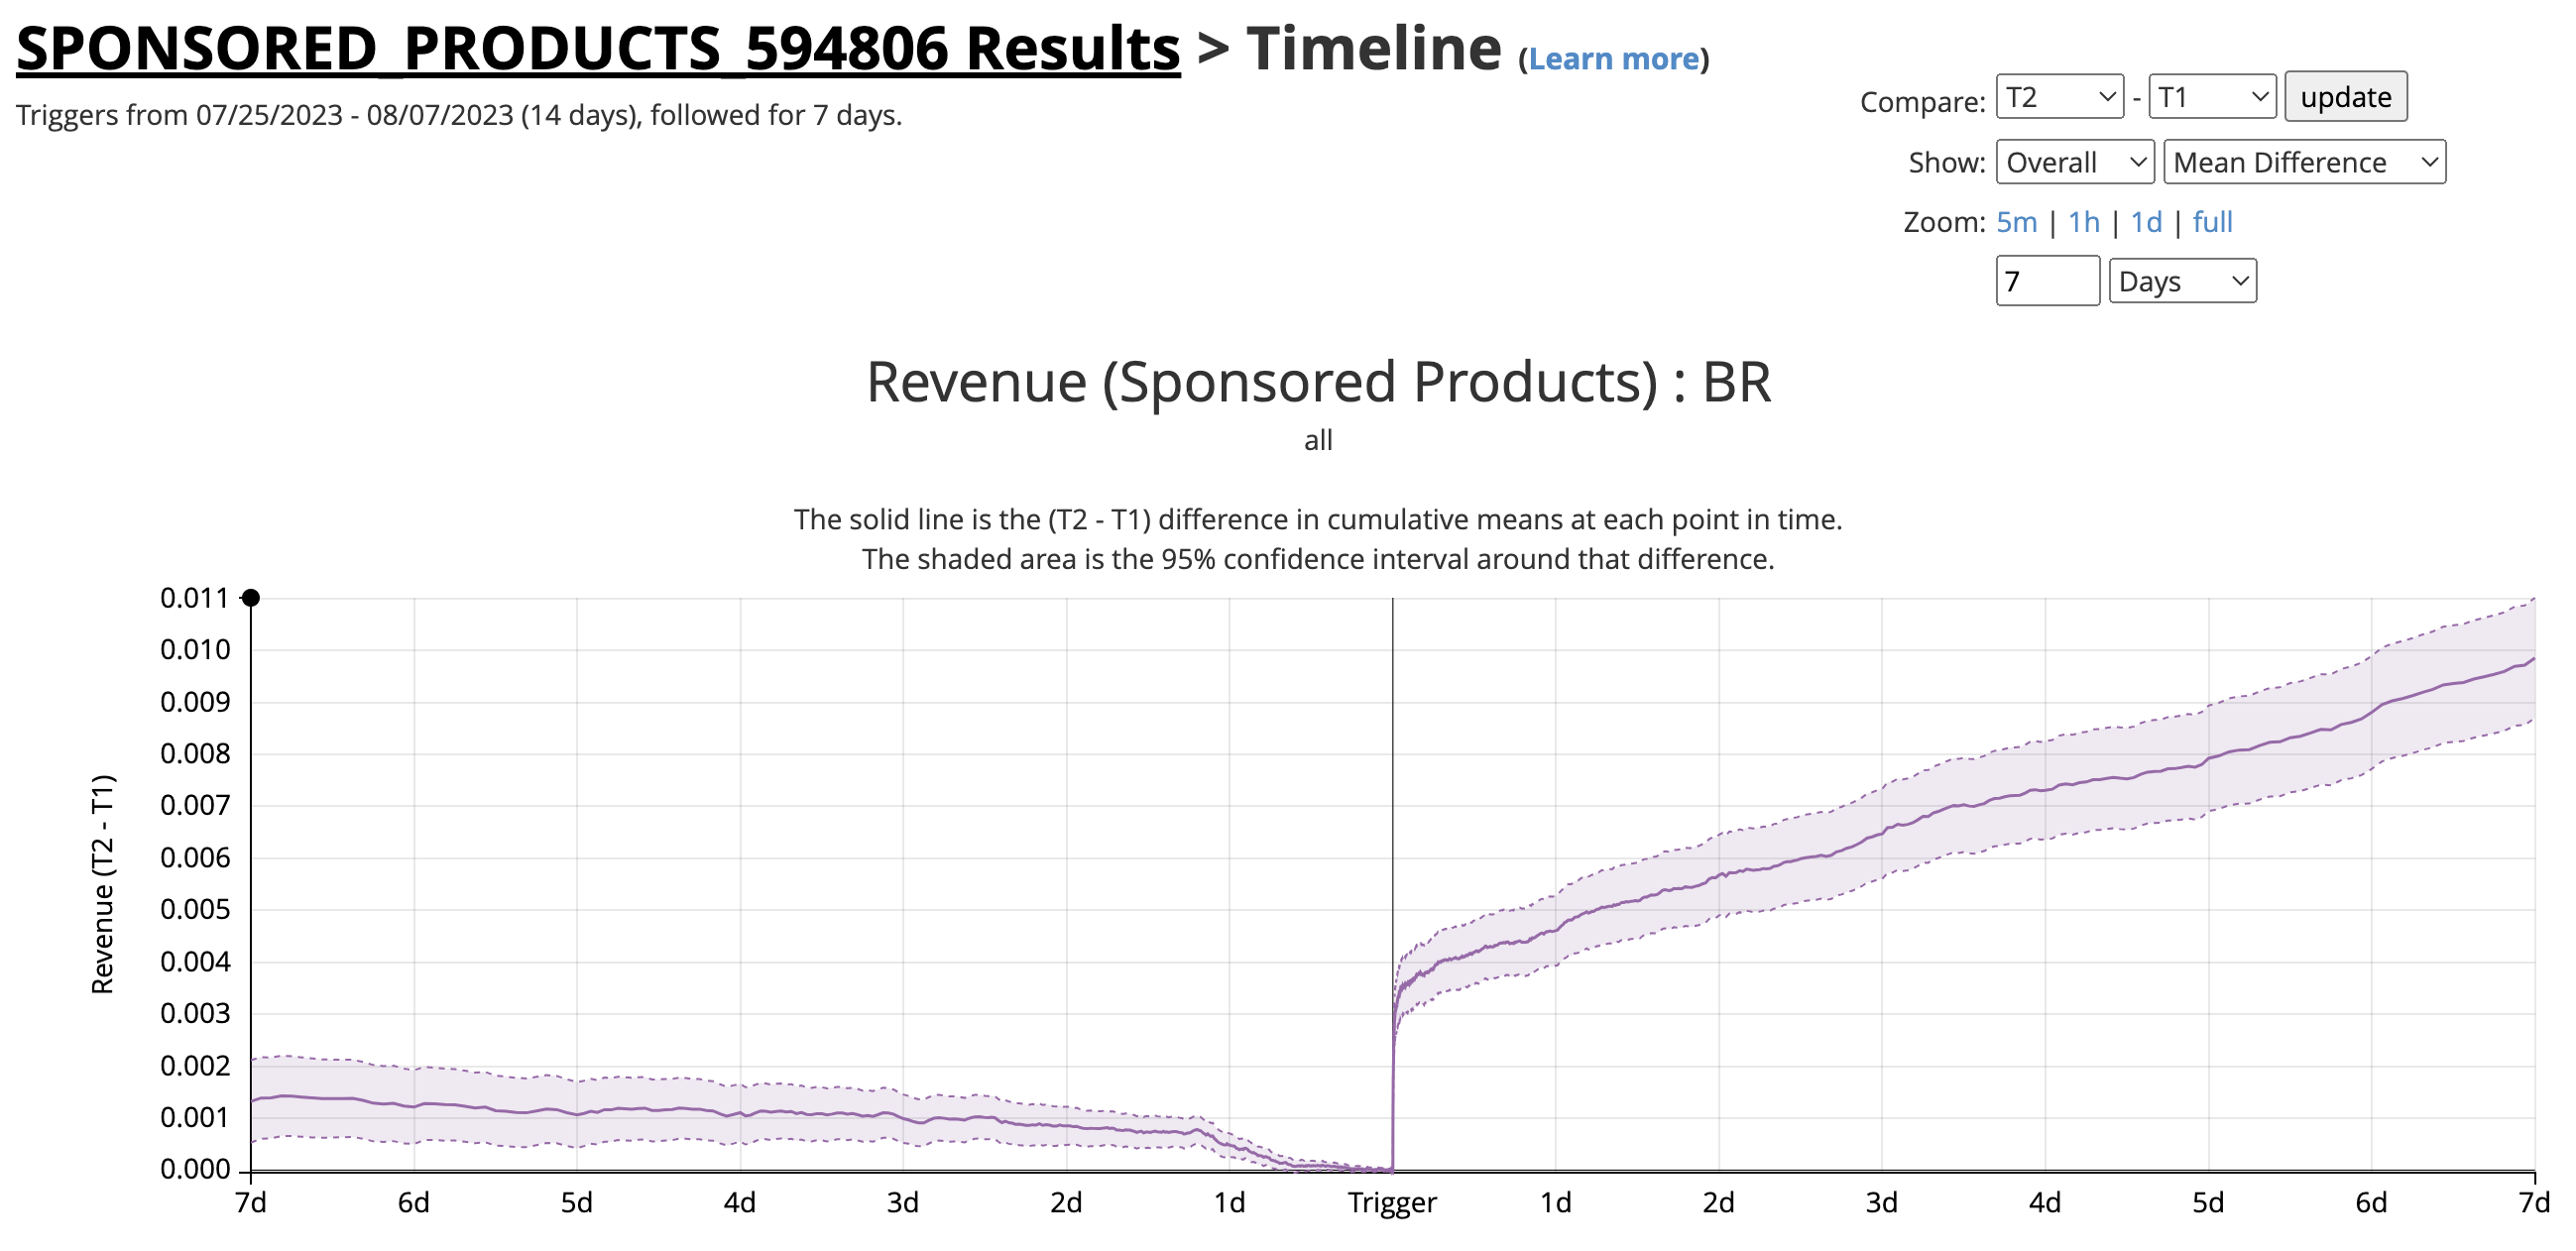 SPONSORED_PRODUCTS_594806 Results > Timeline (Learn more)
Triggers from 07/25/2023 - 08/07/2023 (14 days), followed for 7 days.
Compare: T2 - T1 update
Show: Overall Mean Difference
Zoom: 5m | 1h | 1d | full
7 Days
Revenue (Sponsored Products) : BR
all
The solid line is the (T2 - T1) difference in cumulative means at each point in time.
The shaded area is the 95% confidence interval around that difference.
Revenue (T2 - T1)
0.011
0.010
0.009
0.008
0.007
0.006
0.005
0.004
0.003
0.002
0.001
0.000
7d 6d 5d 4d 3d 2d 1d Trigger 1d 2d 3d 4d 5d 6d 7d